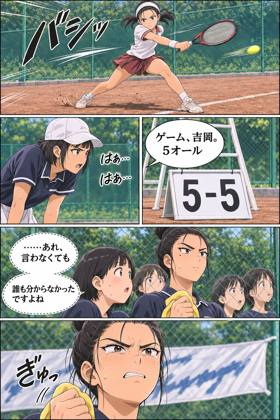 バシッ
はぁ…
はぁ…
ゲーム、吉岡。
5オール
5-5
……あれ、
言わなくても
誰も分からなかった
ですよね
ぎゅっ